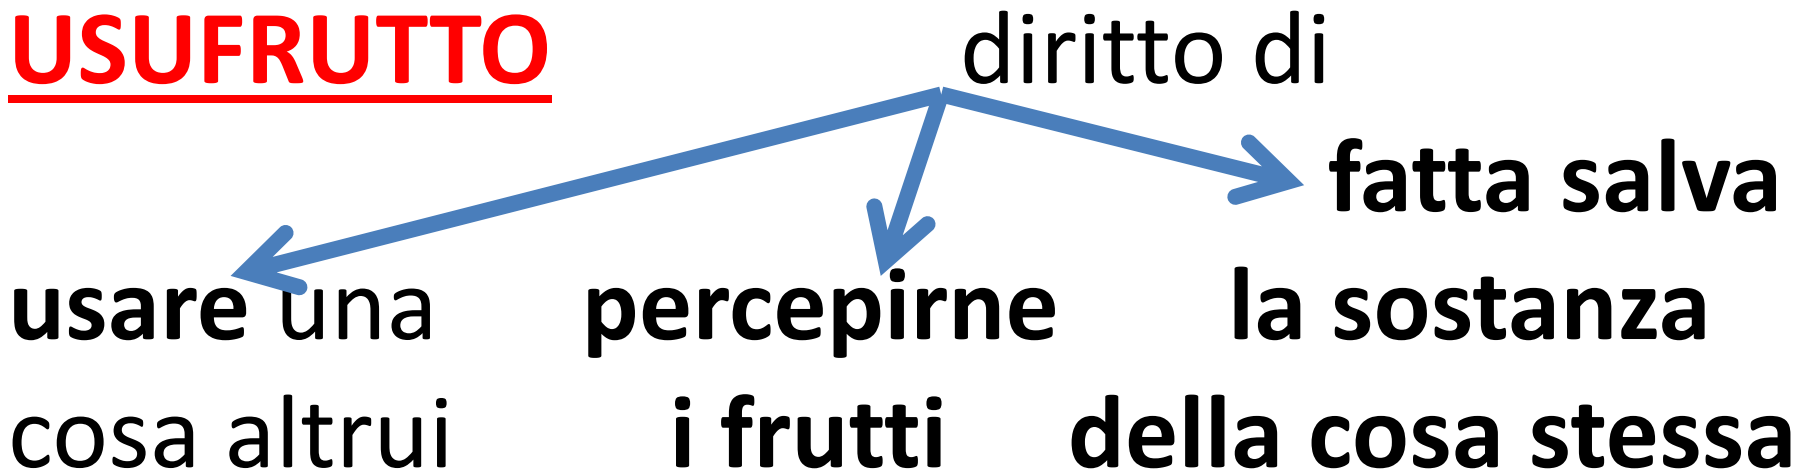 USUFRUTTO diritto di
fatta salva
usare una percepirne la sostanza
cosa altrui i frutti della cosa stessa